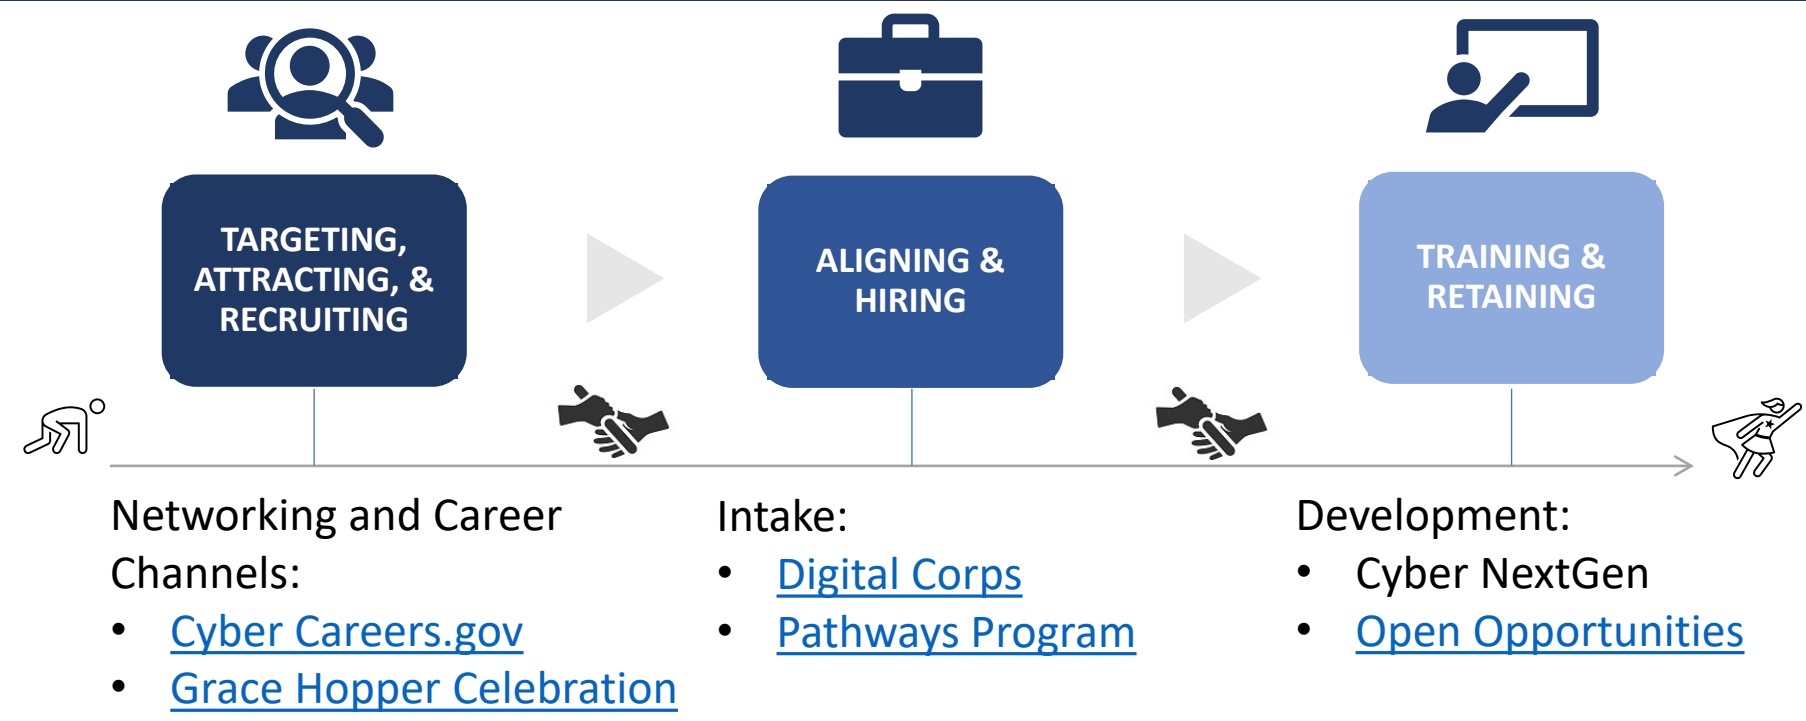 TARGETING,
ATTRACTING, &
RECRUITING
ALIGNING &
HIRING
TRAINING &
RETAINING
Networking and Career
Channels:
• Cyber Careers.gov
• Grace Hopper Celebration
Intake:
• Digital Corps
• Pathways Program
Development:
• Cyber NextGen
• Open Opportunities